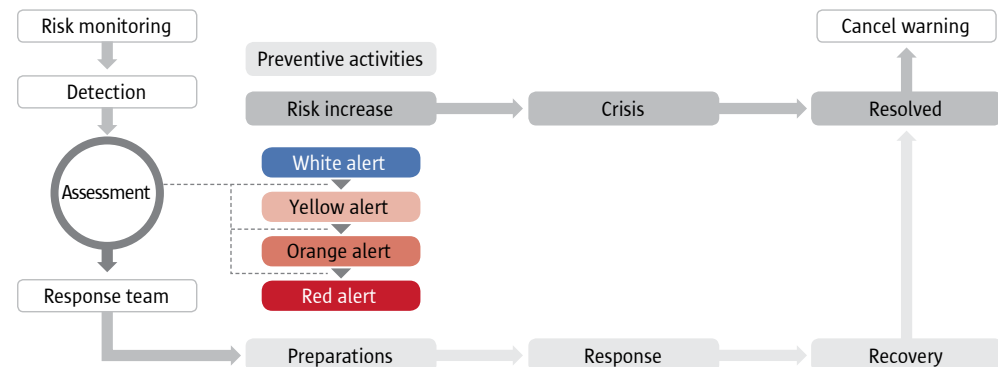 Risk monitoring
Cancel warning
Preventive activities
Detection
Risk increase
Crisis
Resolved
White alert
Assessment
Yellow alert
Orange alert
Response team
Red alert
Preparations
Response
Recovery